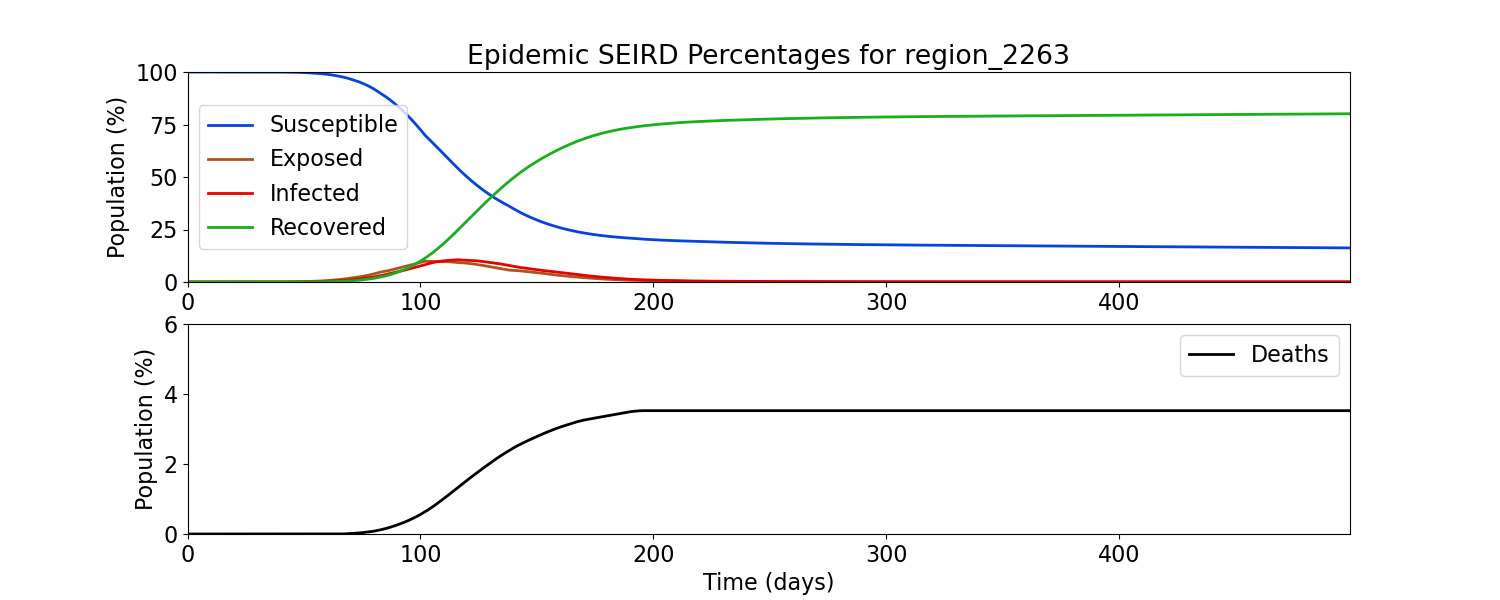 Epidemic SEIRD Percentages for region_2263
Population (%)
100
75
50
25
0
Susceptible
Exposed
Infected
Recovered
0 100 200 300 400
Population (%)
6
4
2
0
Deaths
0 100 200 300 400
Time (days)